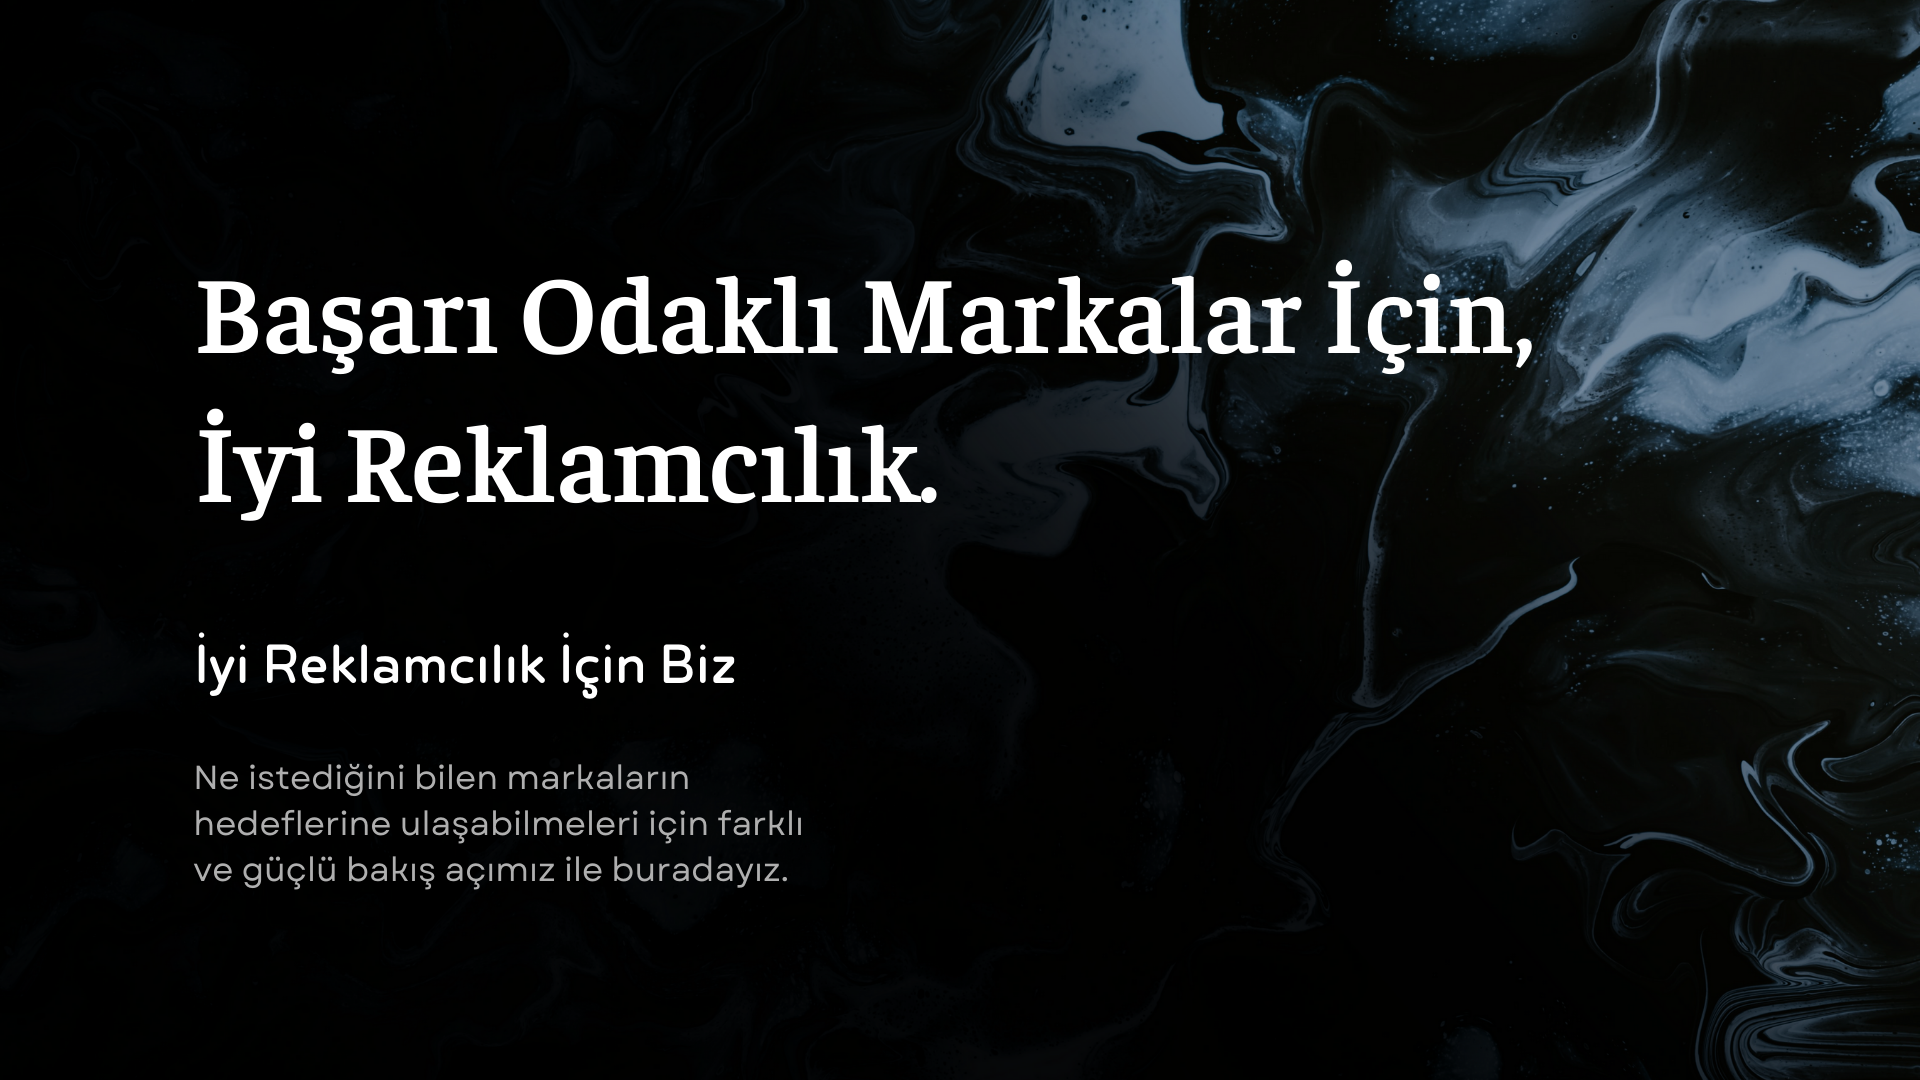 Başarı Odaklı Markalar İçin,
İyi Reklamcılık.
İyi Reklamcılık İçin Biz
Ne istediğini bilen markaların
hedeflerine ulaşabilmeleri için farklı
ve güçlü bakış açımız ile buradayız.